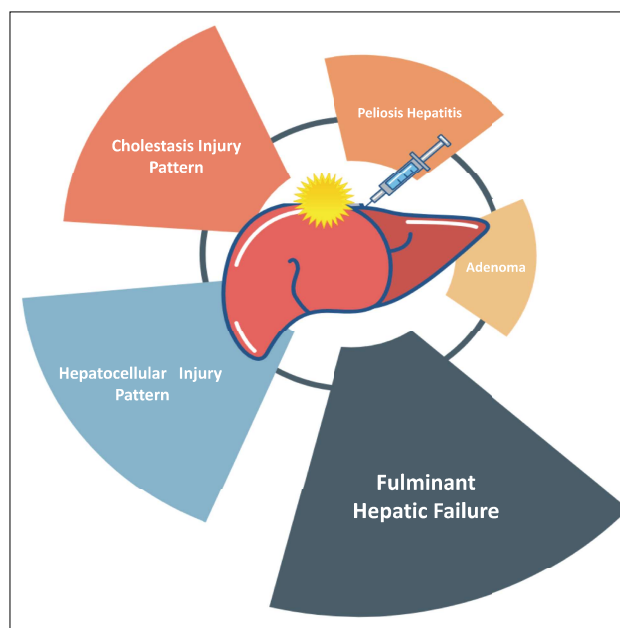 Peliosis Hepatitis
Cholestasis Injury
Pattern
Adenoma
Hepatocellular Injury
Pattern
Fulminant
Hepatic Failure